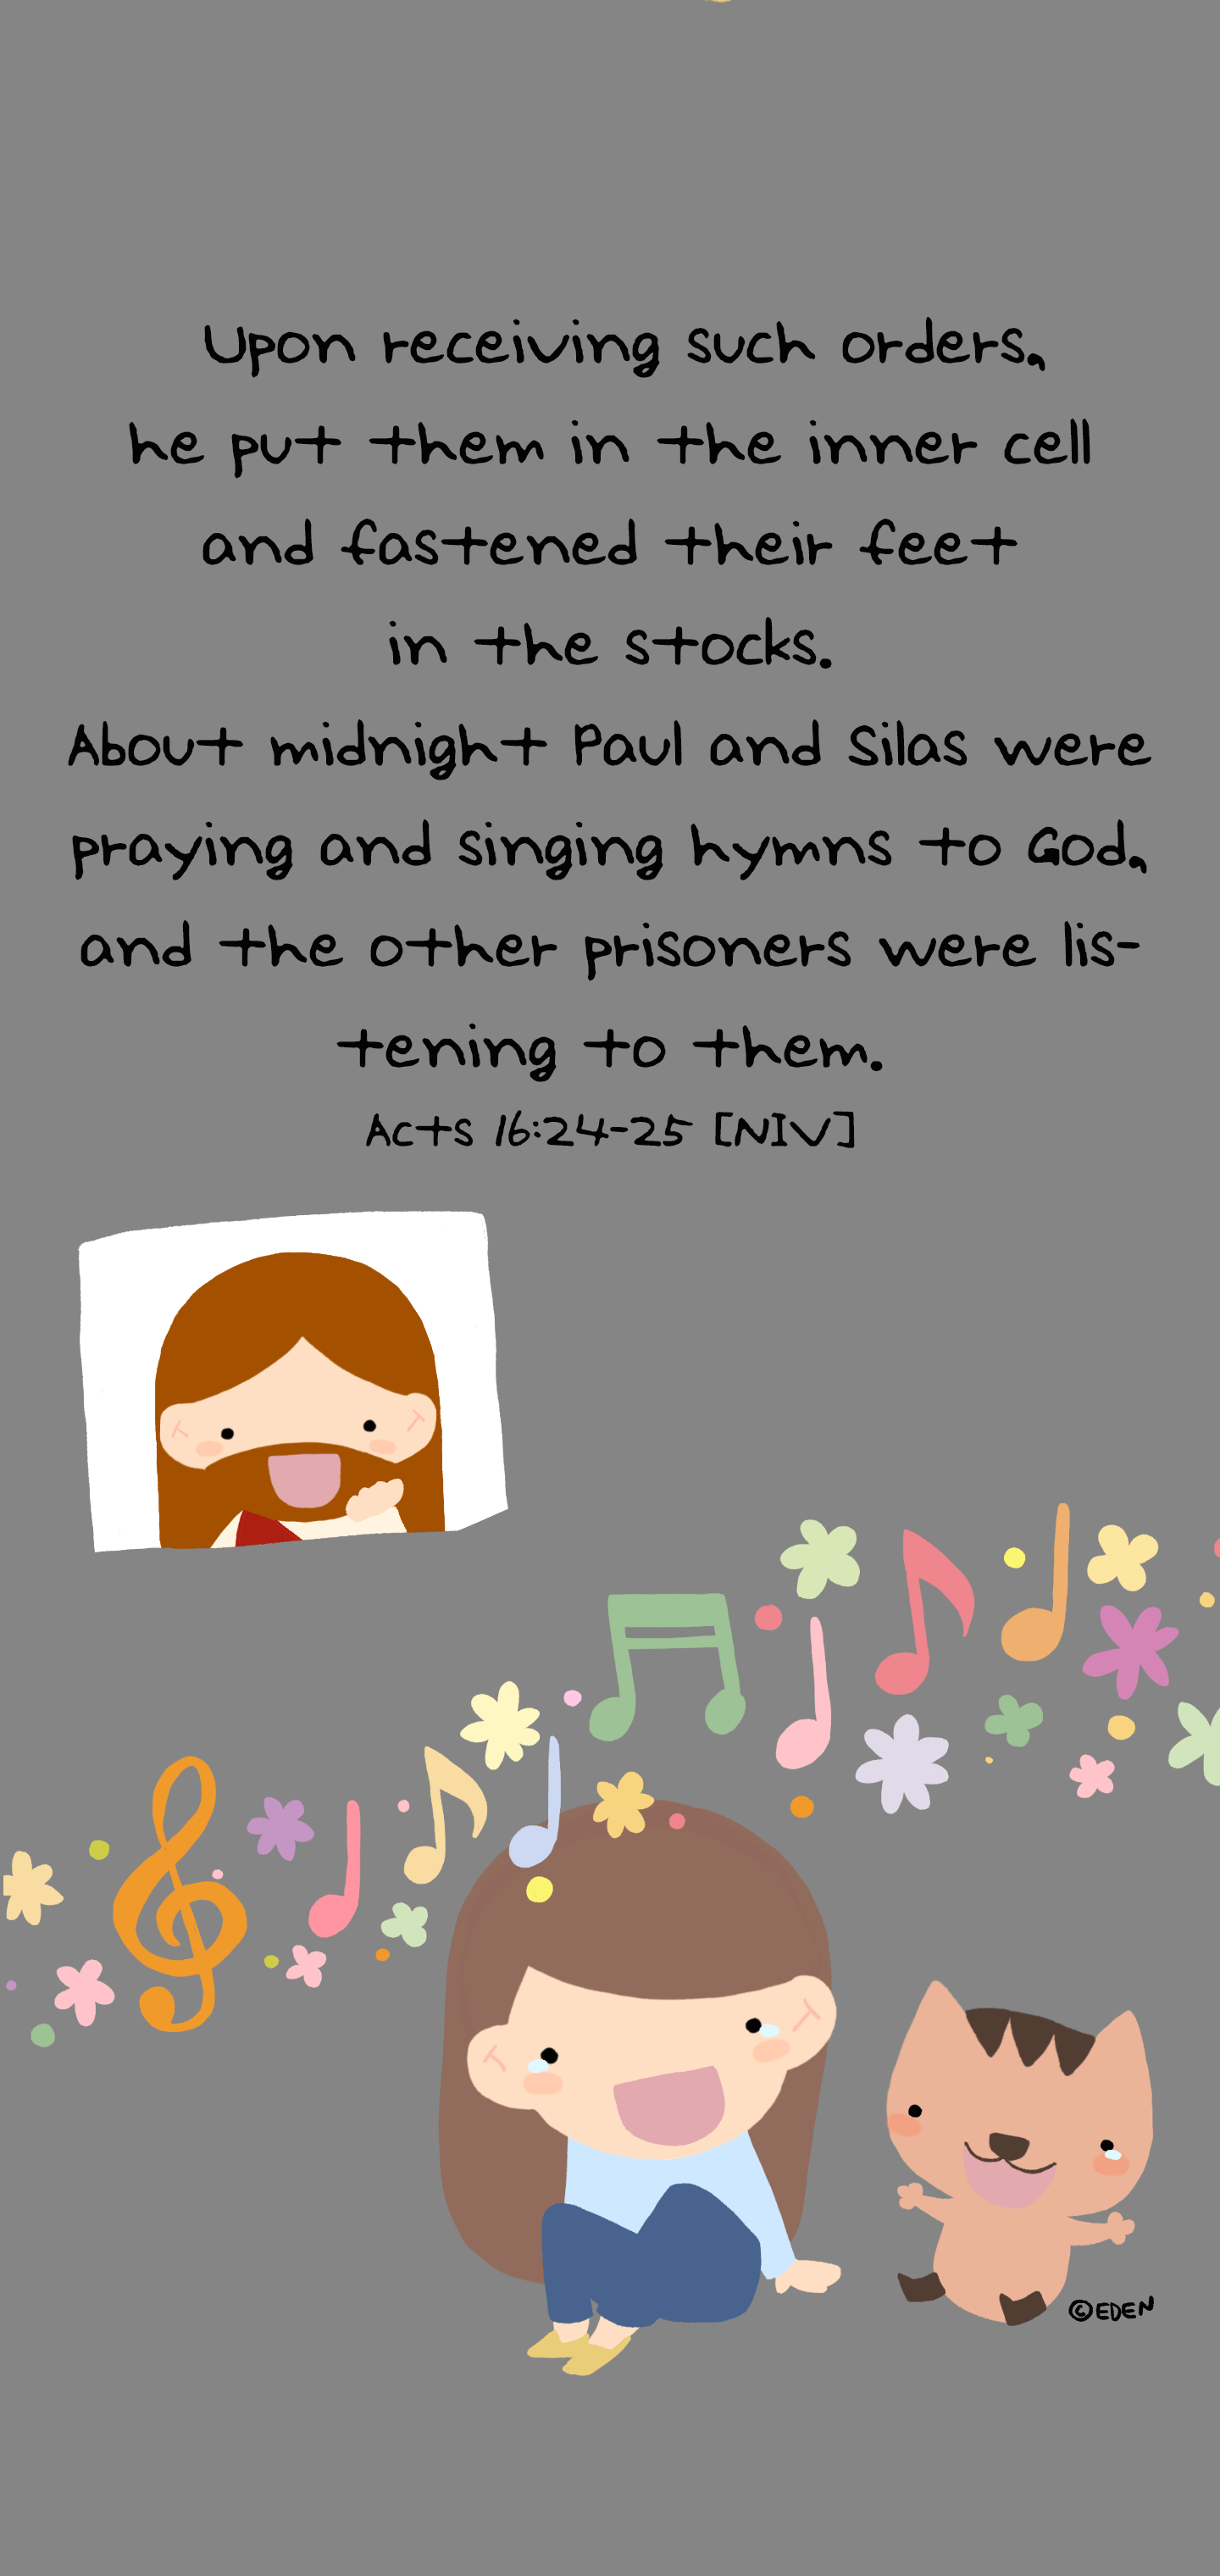 Upon receiving such orders,
he put them in the inner cell
and fastened their feet
in the stocks.
About midnight Paul and Silas were
praying and singing hymns to God,
and the other prisoners were lis-
tening to them.
Acts 16:24-25 [NIV]
©EDEN